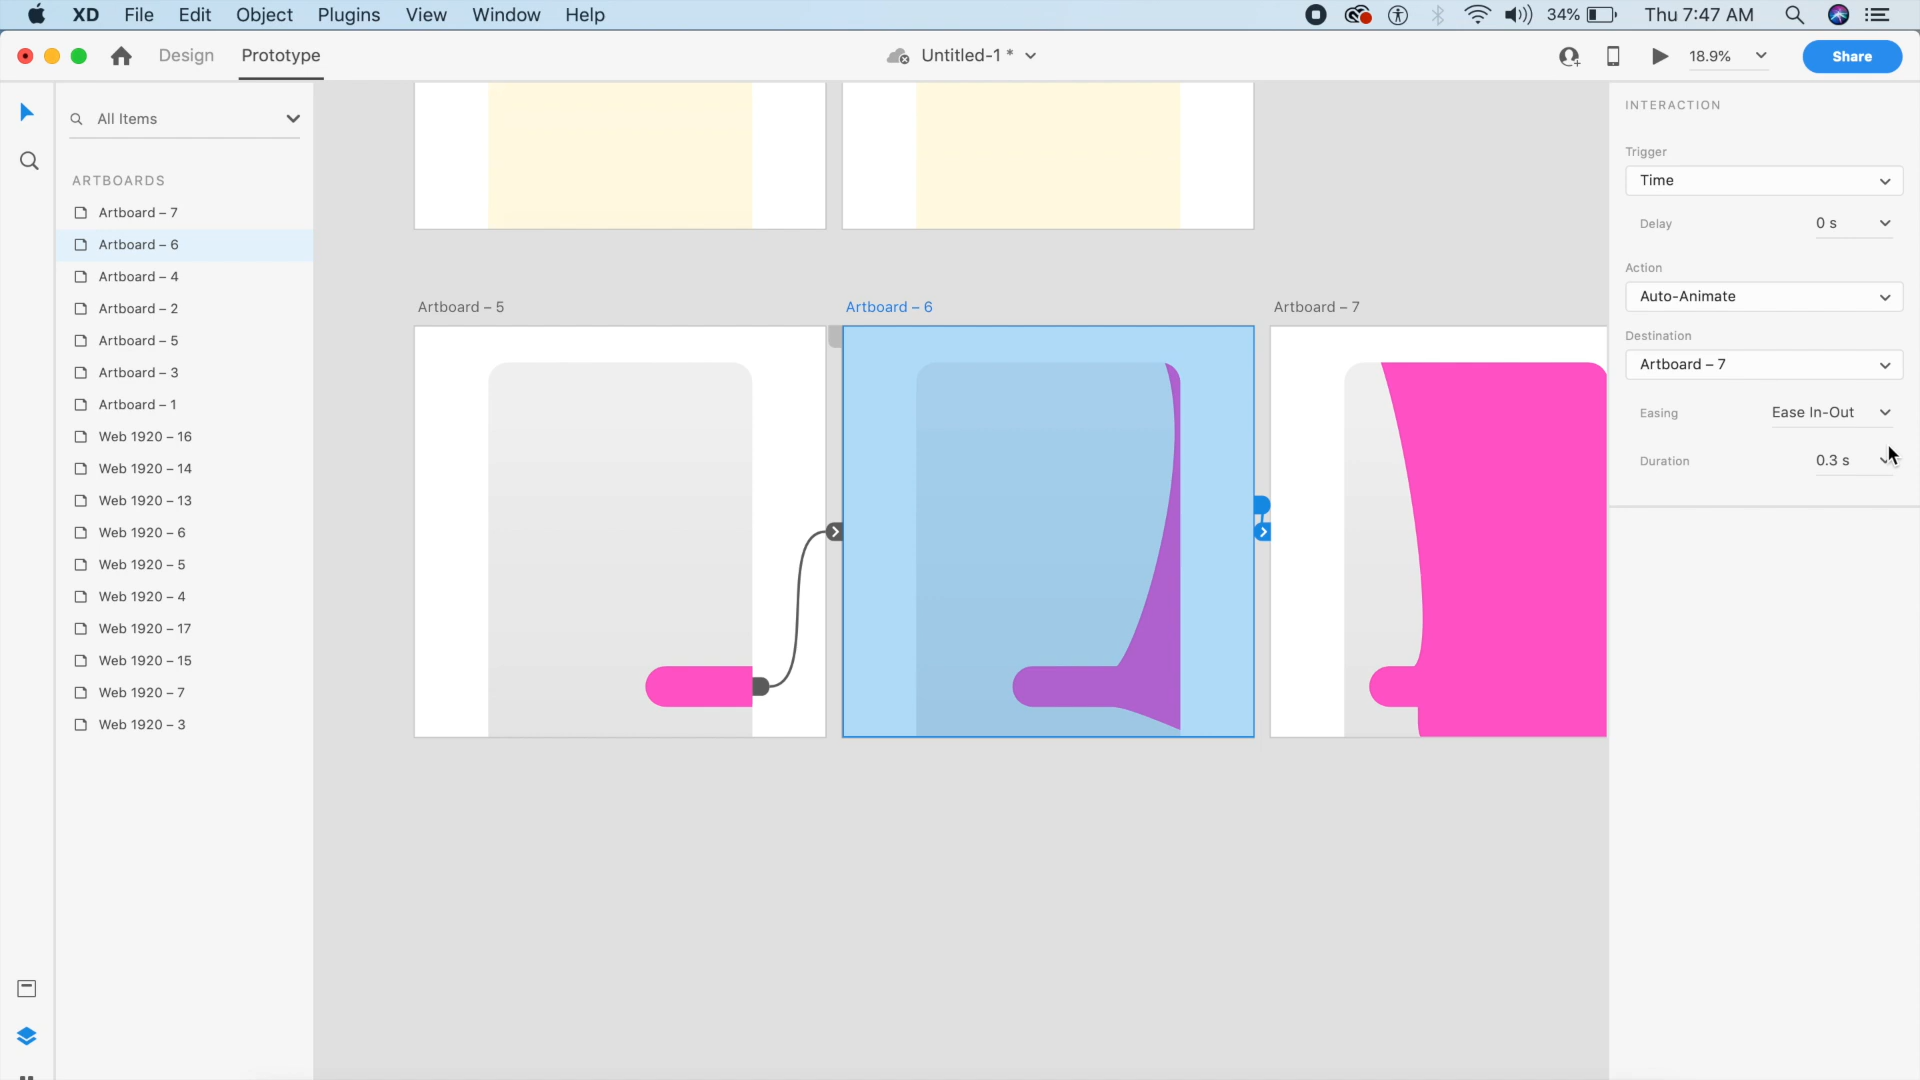 XD File Edit Object Plugins View Window Help 34% Thu 7:47 AM
Design Prototype Untitled-1 * 18.9% Share
All Items
ARTBOARDS
Artboard – 7
Artboard – 6
Artboard – 4
Artboard – 2
Artboard – 5
Artboard – 3
Artboard – 1
Web 1920 – 16
Web 1920 – 14
Web 1920 – 13
Web 1920 – 6
Web 1920 – 5
Web 1920 – 4
Web 1920 – 17
Web 1920 – 15
Web 1920 – 7
Web 1920 – 3
Artboard – 5
Artboard – 6
Artboard – 7
INTERACTION
Trigger
Time
Delay 0 s
Action
Auto-Animate
Destination
Artboard – 7
Easing Ease In-Out
Duration 0.3 s